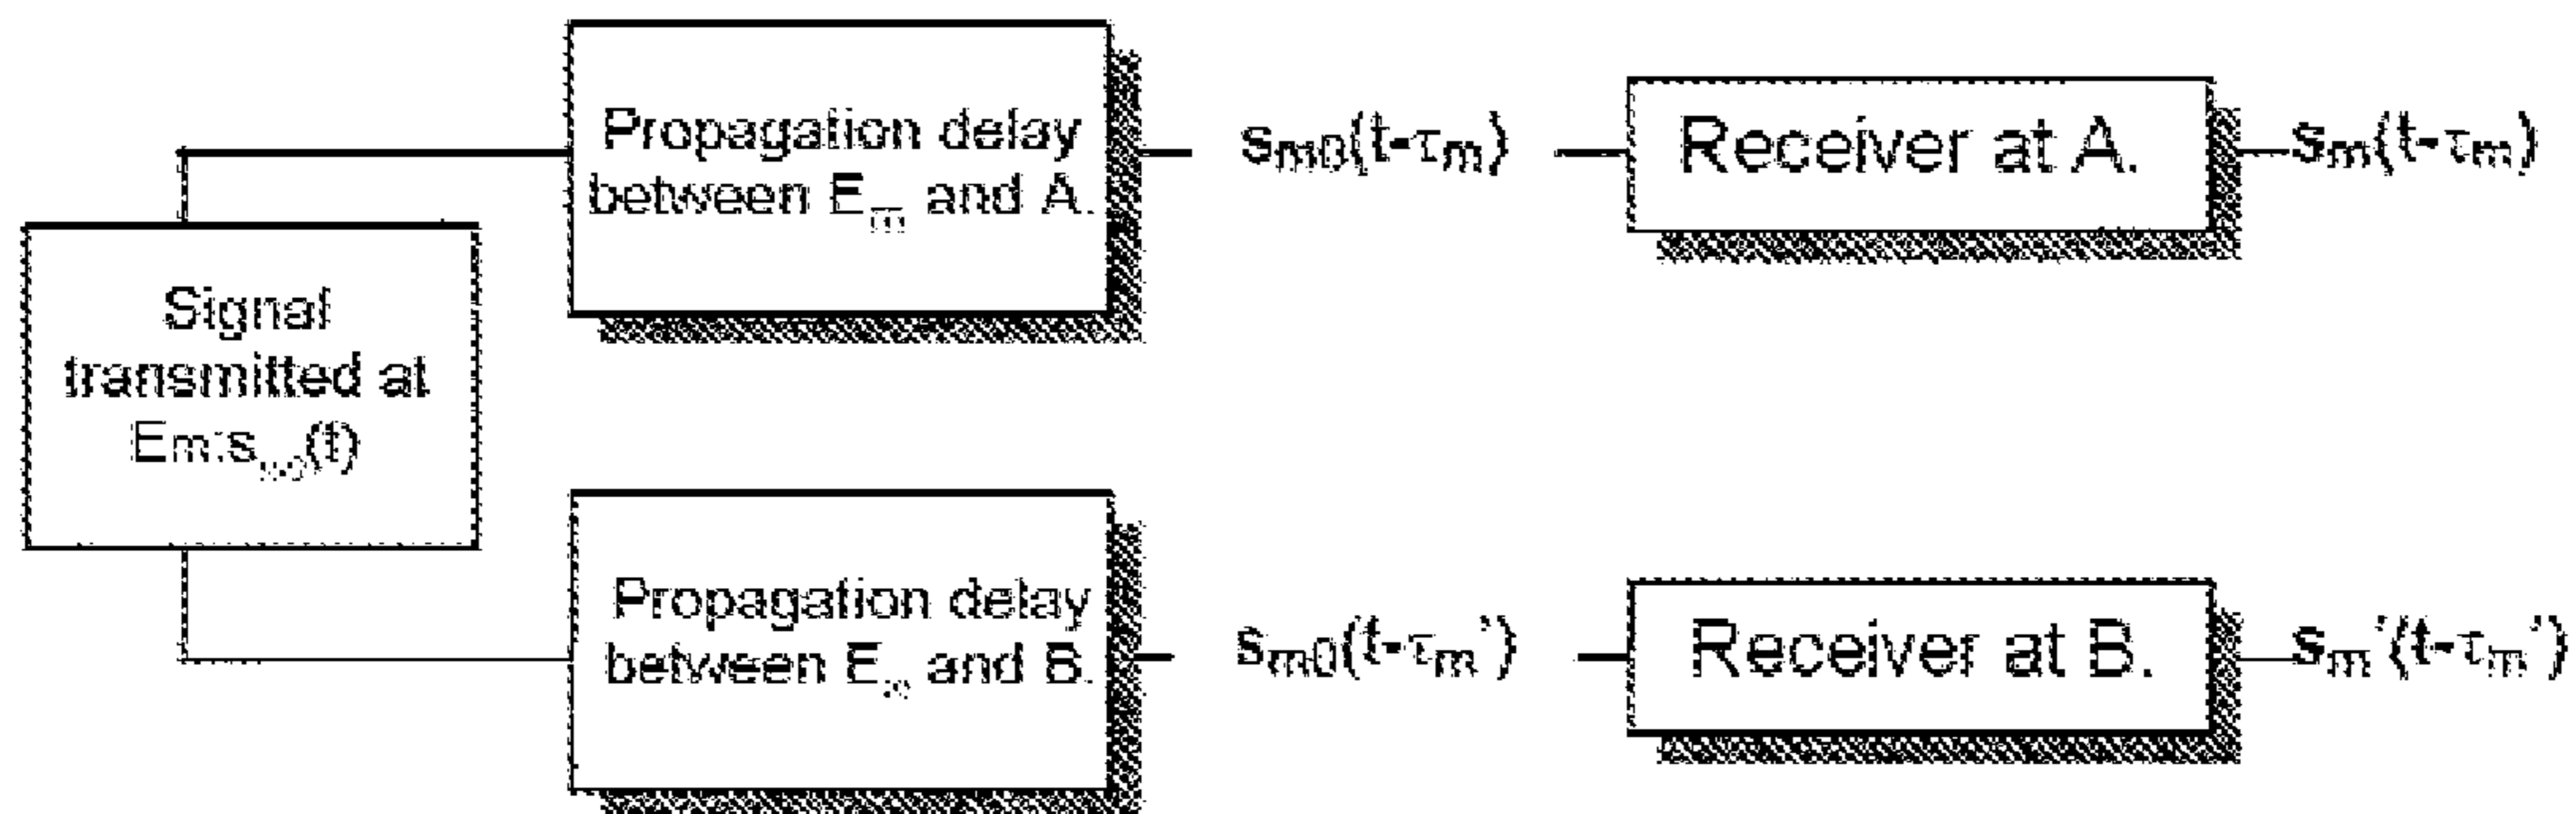 Propagation delay
between Em and A.
sm0(t-τm)
Receiver at A.
sm(t-τm)
Signal
transmitted at
Em:sm0(t)
Propagation delay
between Em and B.
sm0(t-τm')
Receiver at B.
sm'(t-τm')